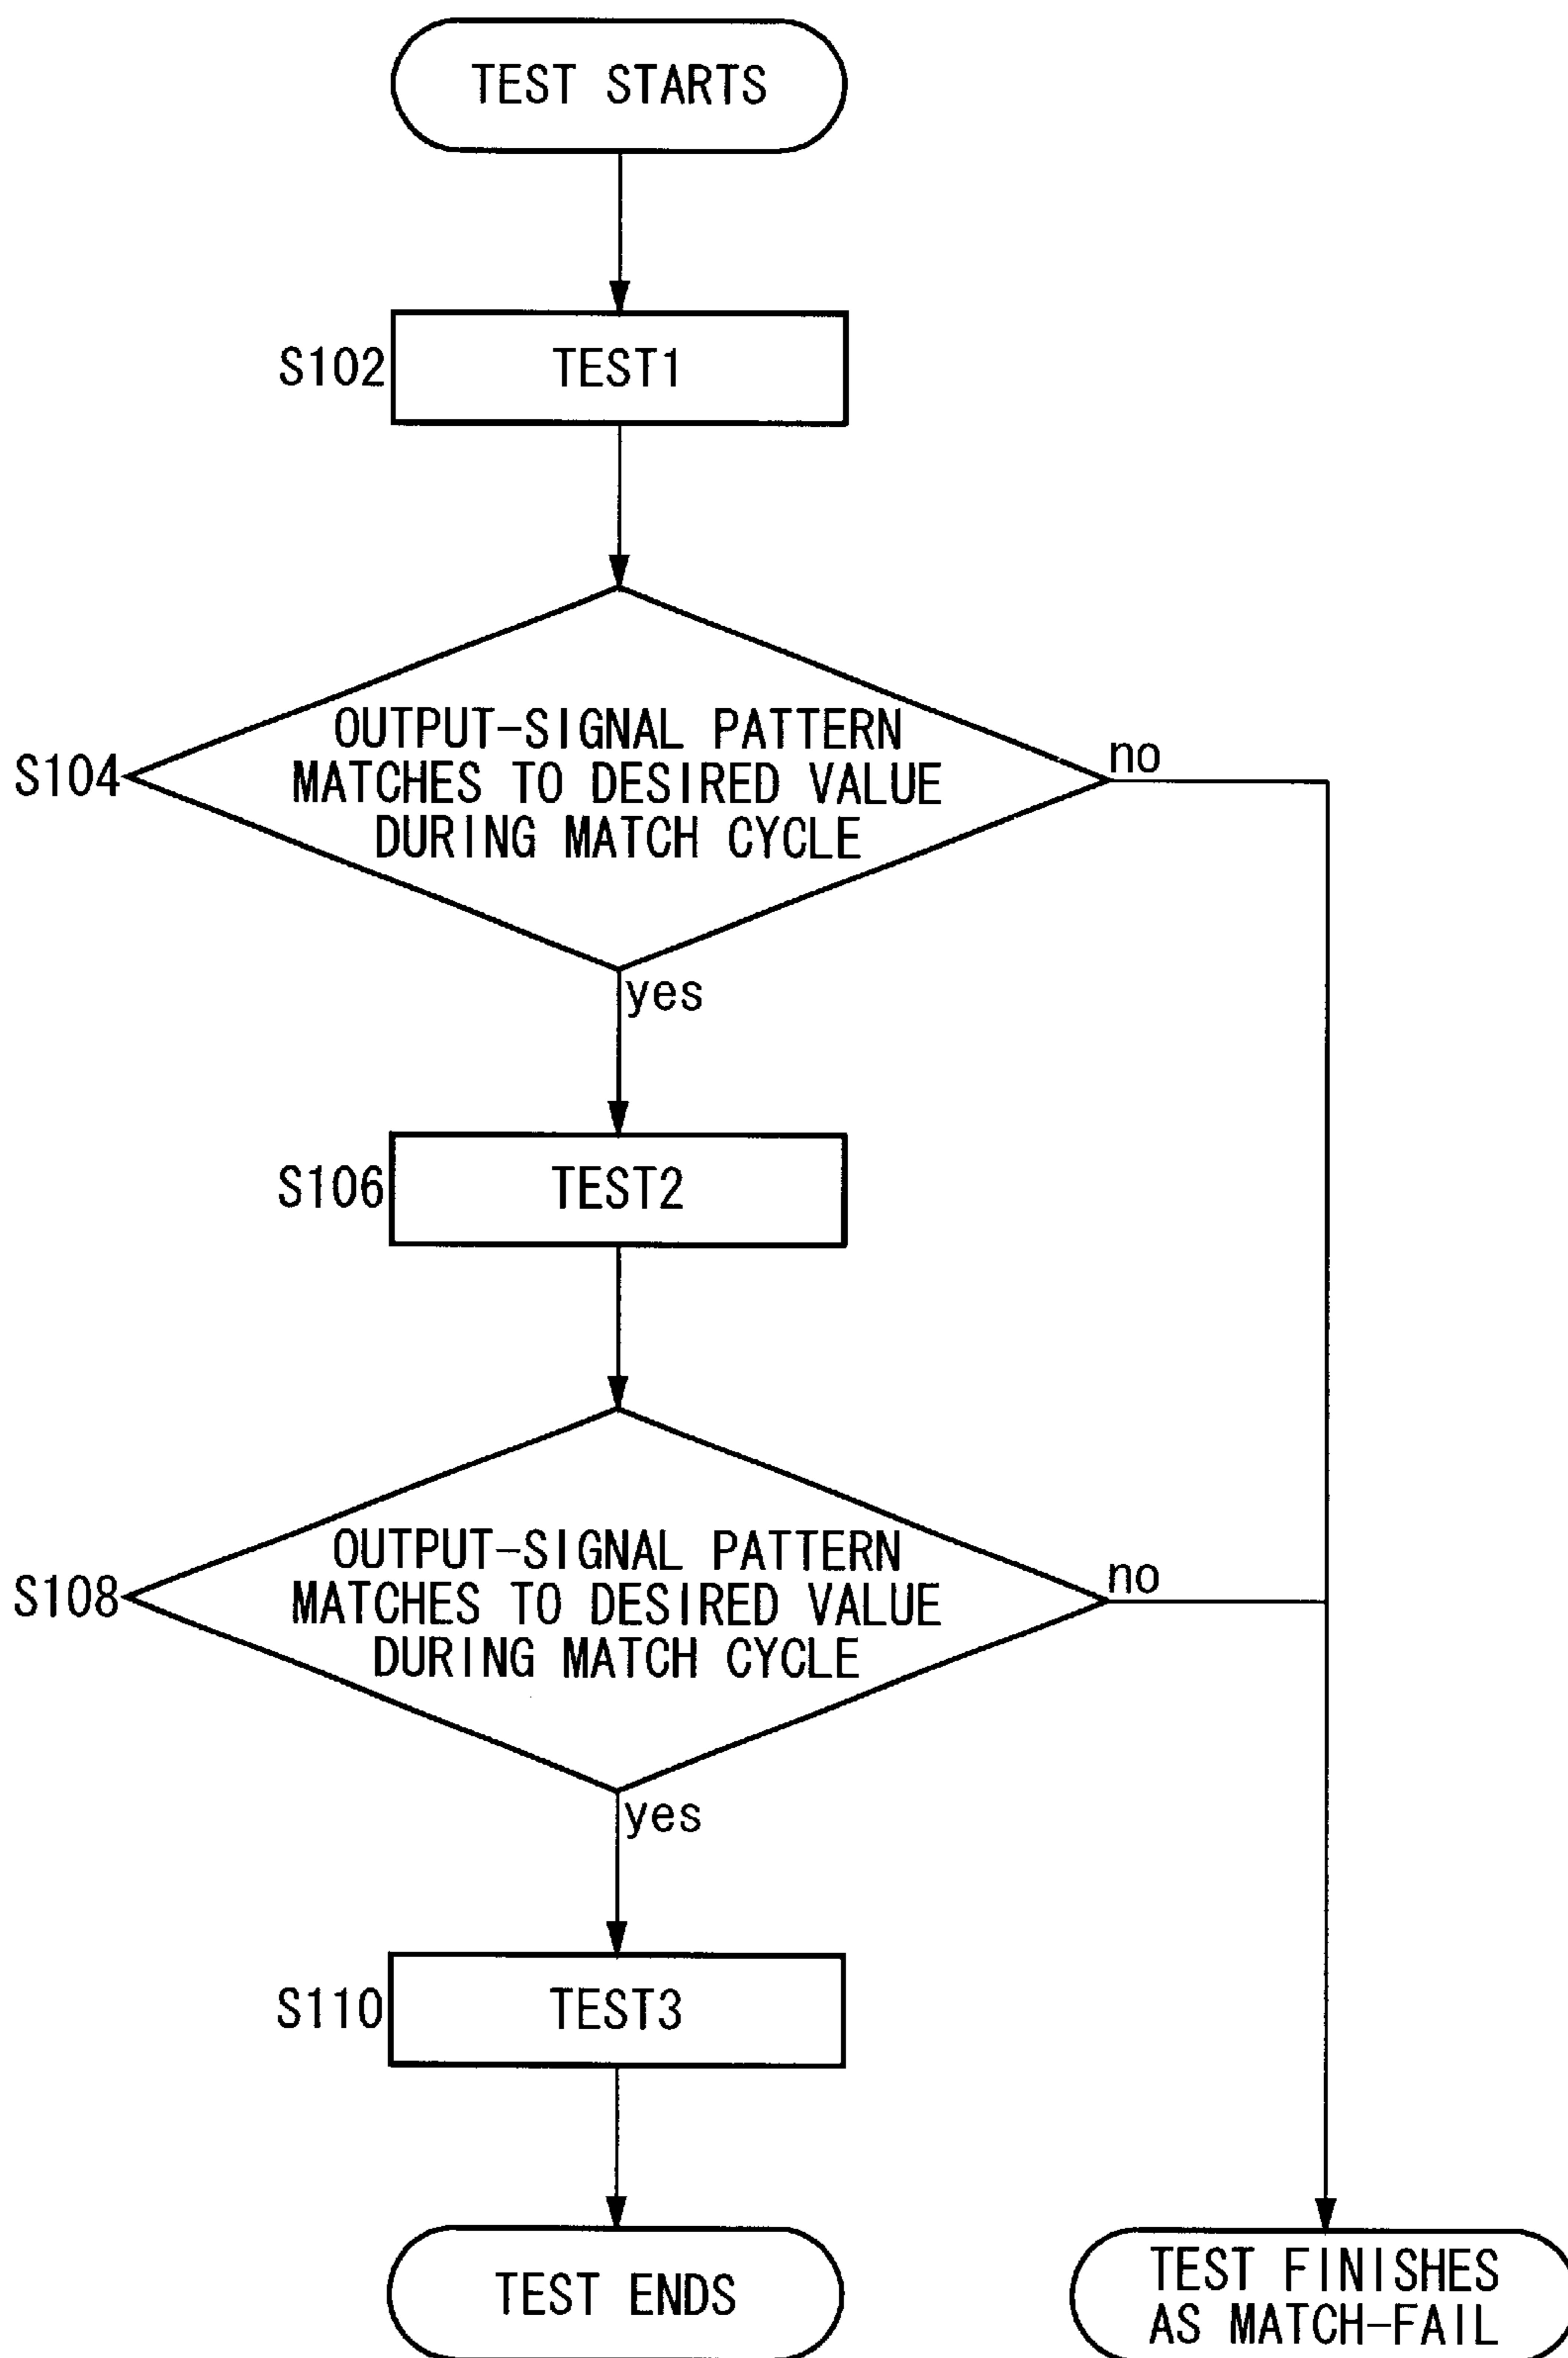 TEST STARTS
S102
TEST1
OUTPUT-SIGNAL PATTERN
MATCHES TO DESIRED VALUE
DURING MATCH CYCLE
S104
no
yes
S106
TEST2
OUTPUT-SIGNAL PATTERN
MATCHES TO DESIRED VALUE
DURING MATCH CYCLE
S108
no
yes
S110
TEST3
TEST ENDS
TEST FINISHES
AS MATCH-FAIL